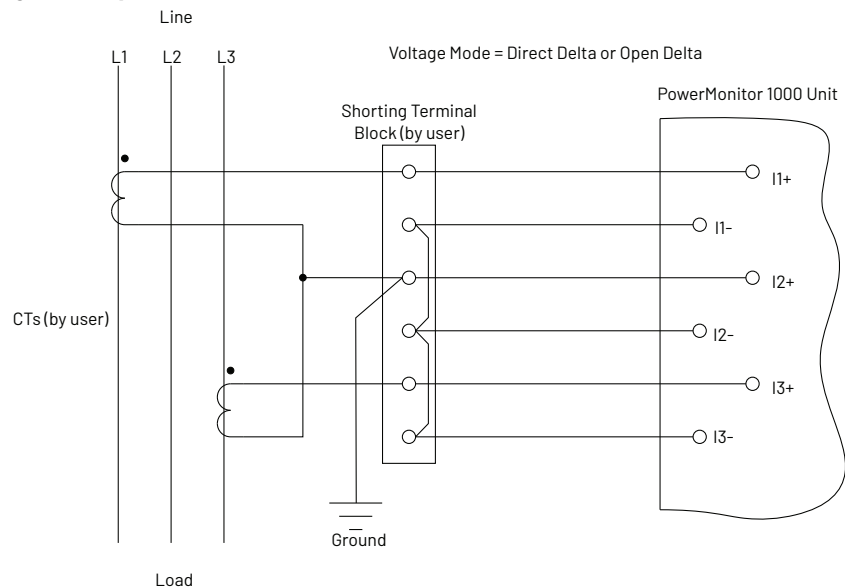 Line
L1
L2
L3
Voltage Mode = Direct Delta or Open Delta
PowerMonitor 1000 Unit
Shorting Terminal
Block (by user)
I1+
I1-
I2+
CTs (by user)
I2-
I3+
I3-
Ground
Load